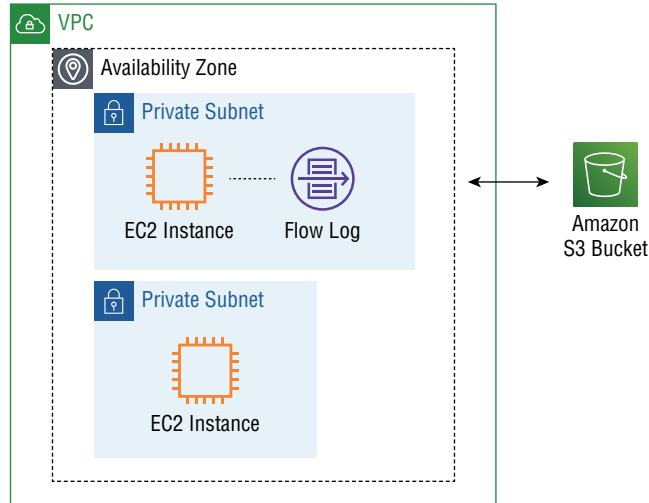 VPC
Availability Zone
Private Subnet
EC2 Instance
Flow Log
Amazon
S3 Bucket
Private Subnet
EC2 Instance